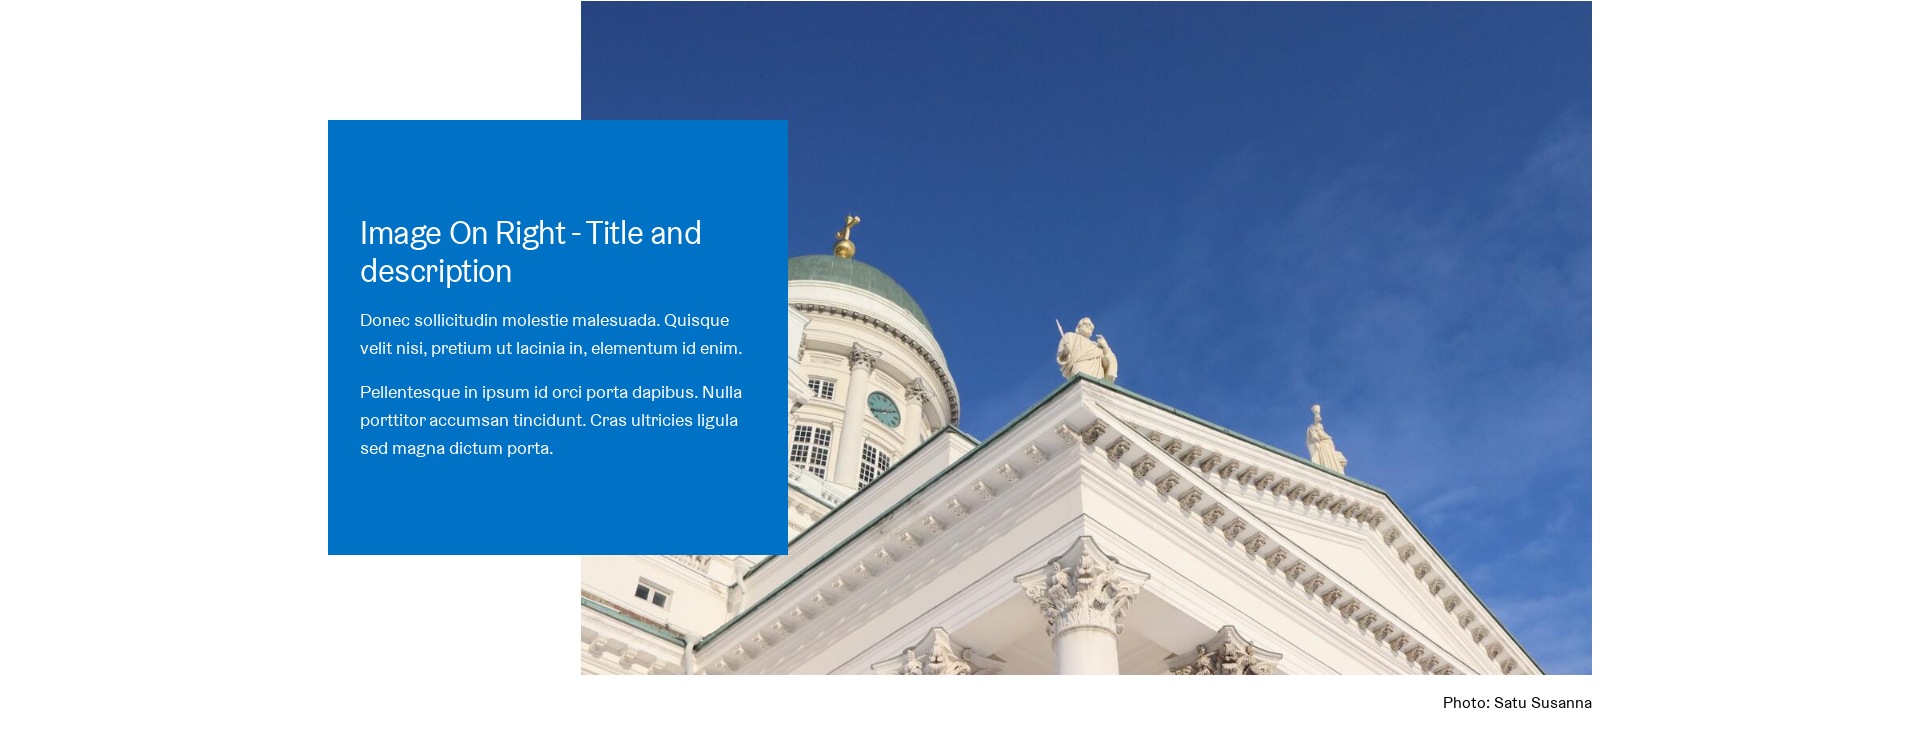 Image On Right - Title and
description
Donec sollicitudin molestie malesuada. Quisque
velit nisi, pretium ut lacinia in, elementum id enim.
Pellentesque in ipsum id orci porta dapibus. Nulla
porttitor accumsan tincidunt. Cras ultricies ligula
sed magna dictum porta.
Photo: Satu Susanna